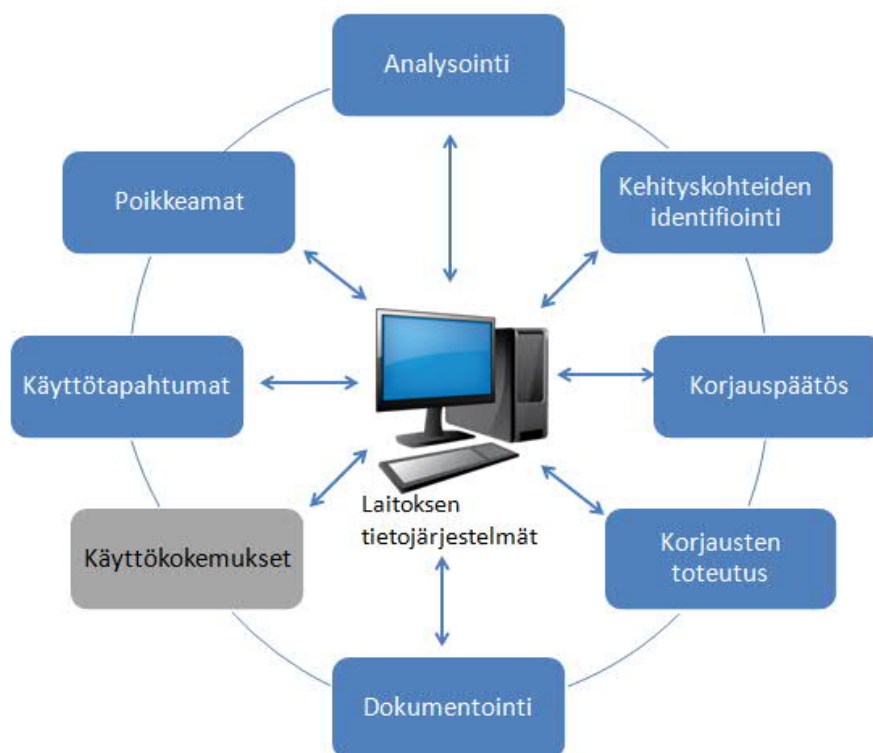 Analysointi
Poikkeamat
Kehityskohteiden
identifiointi
Käyttötapahtumat
Korjauspäätös
Laitoksen
tietojärjestelmät
Käyttökokemukset
Korjausten
toteutus
Dokumentointi